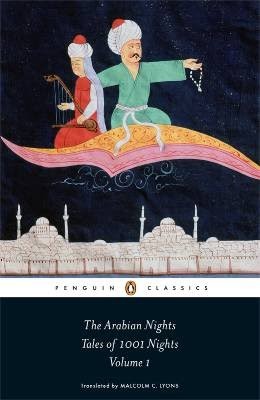 PENGUIN CLASSICS
The Arabian Nights
Tales of 1001 Nights
Volume 1
Translated by MALCOLM C. LYONS